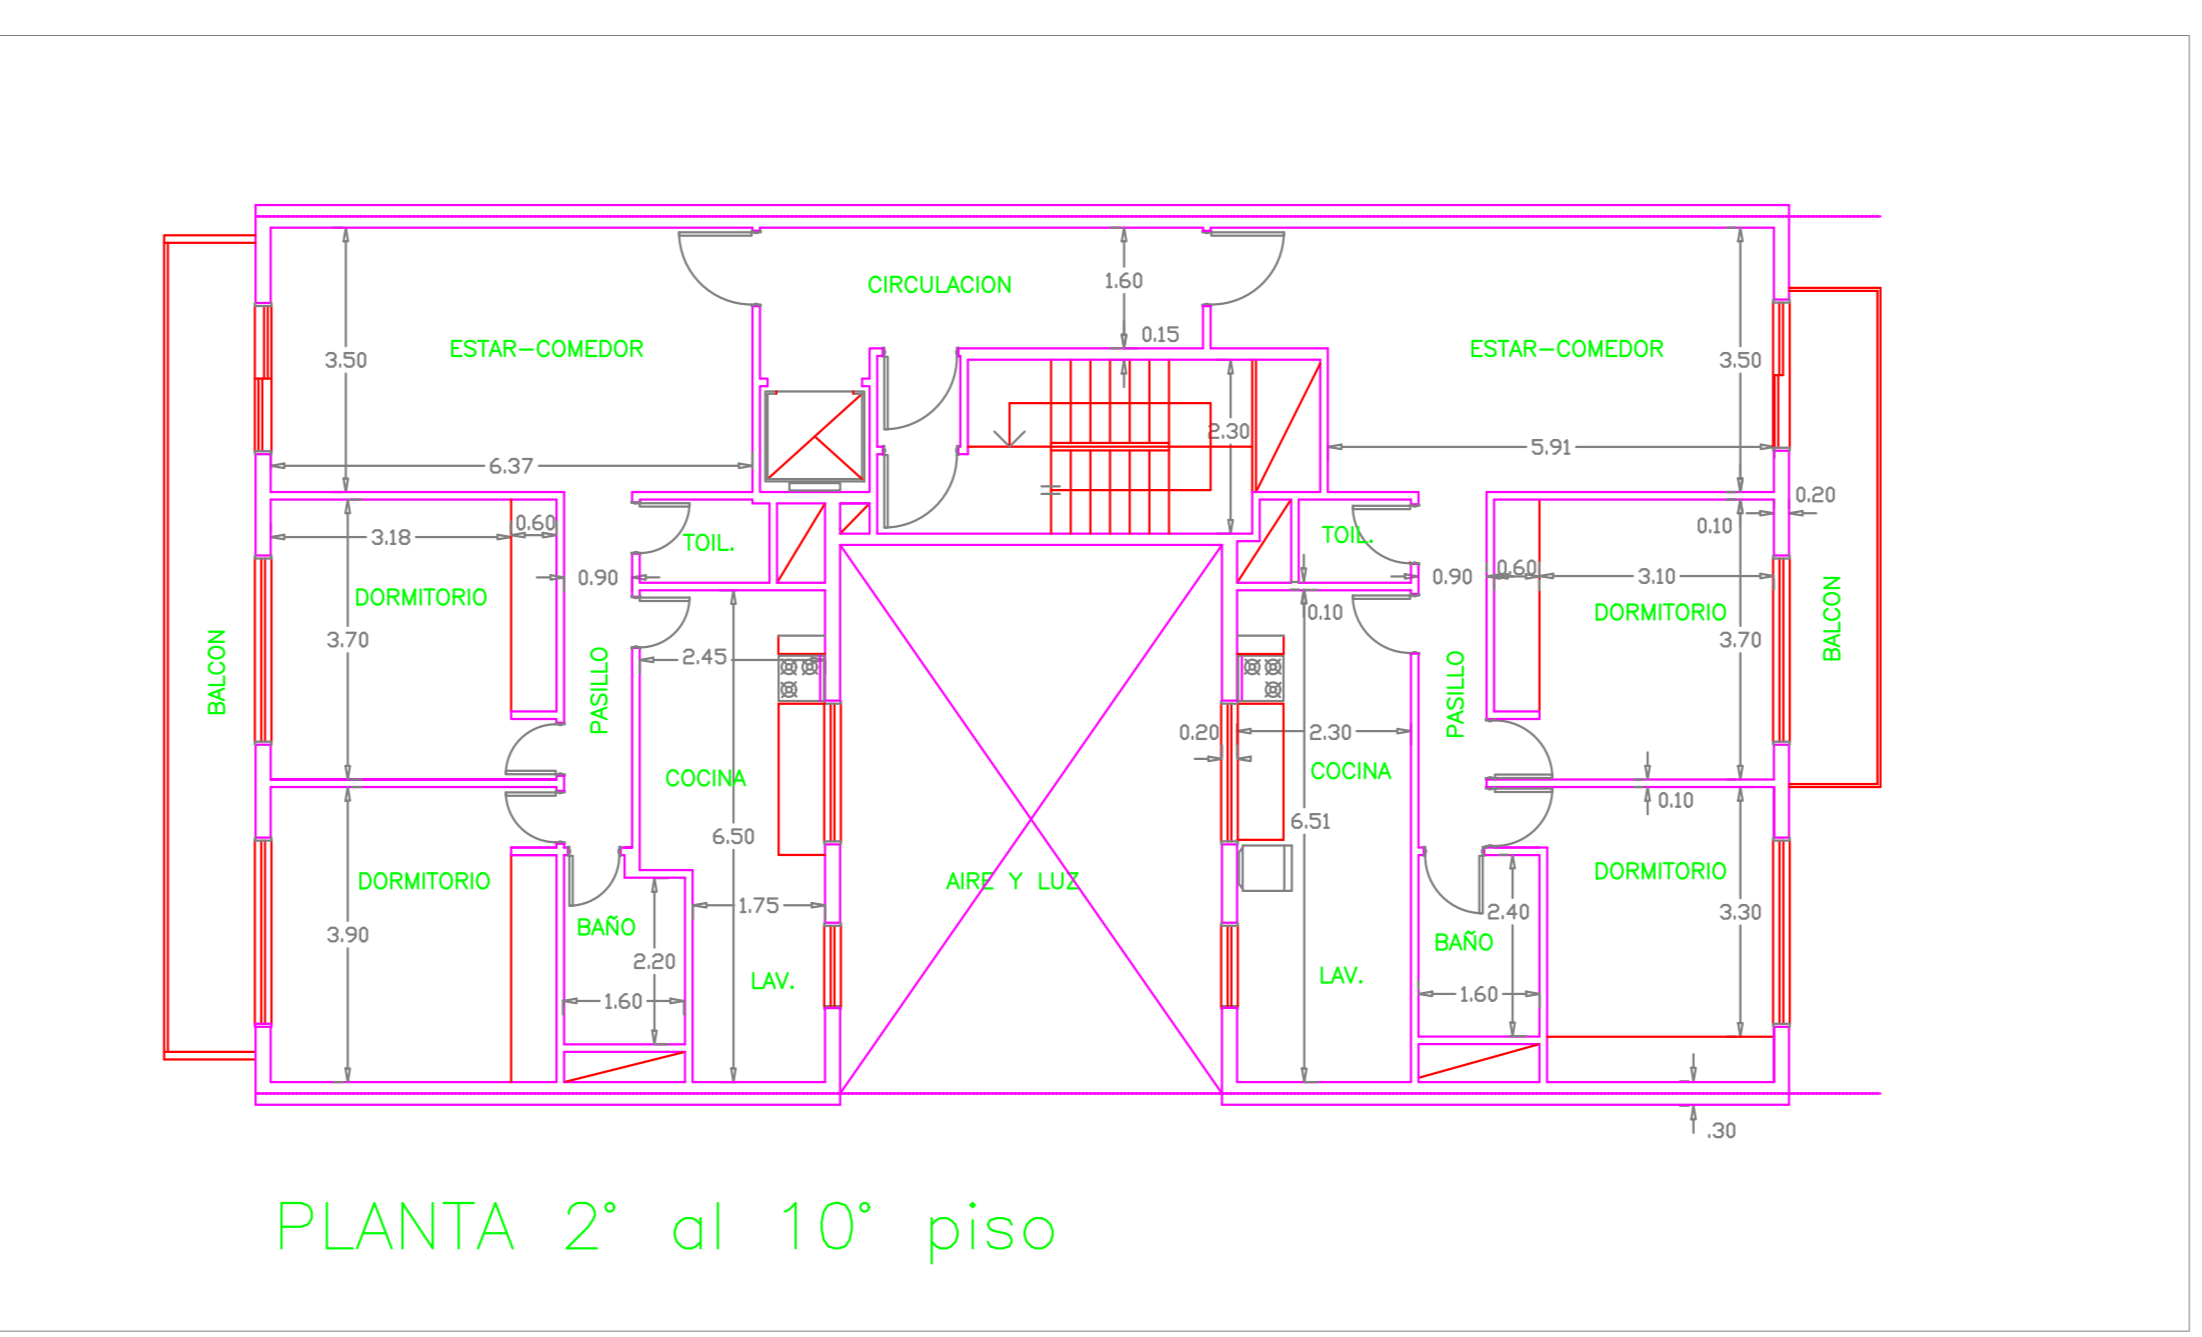 CIRCULACION
1.60
0.15
ESTAR-COMEDOR
3.50
6.37
ESTAR-COMEDOR
3.50
5.91
2.30
0.20
0.10
3.18
0.60
TOIL.
TOIL.
0.90
0.90
0.60
3.10
DORMITORIO
DORMITORIO
0.10
3.70
3.70
BALCON
PASILLO
2.45
PASILLO
BALCON
0.20
2.30
COCINA
COCINA
6.50
6.51
0.10
DORMITORIO
AIRE Y LUZ
DORMITORIO
1.75
2.40
3.30
3.90
BAÑO
BAÑO
2.20
LAV.
LAV.
1.60
1.60
.30
PLANTA 2° al 10° piso